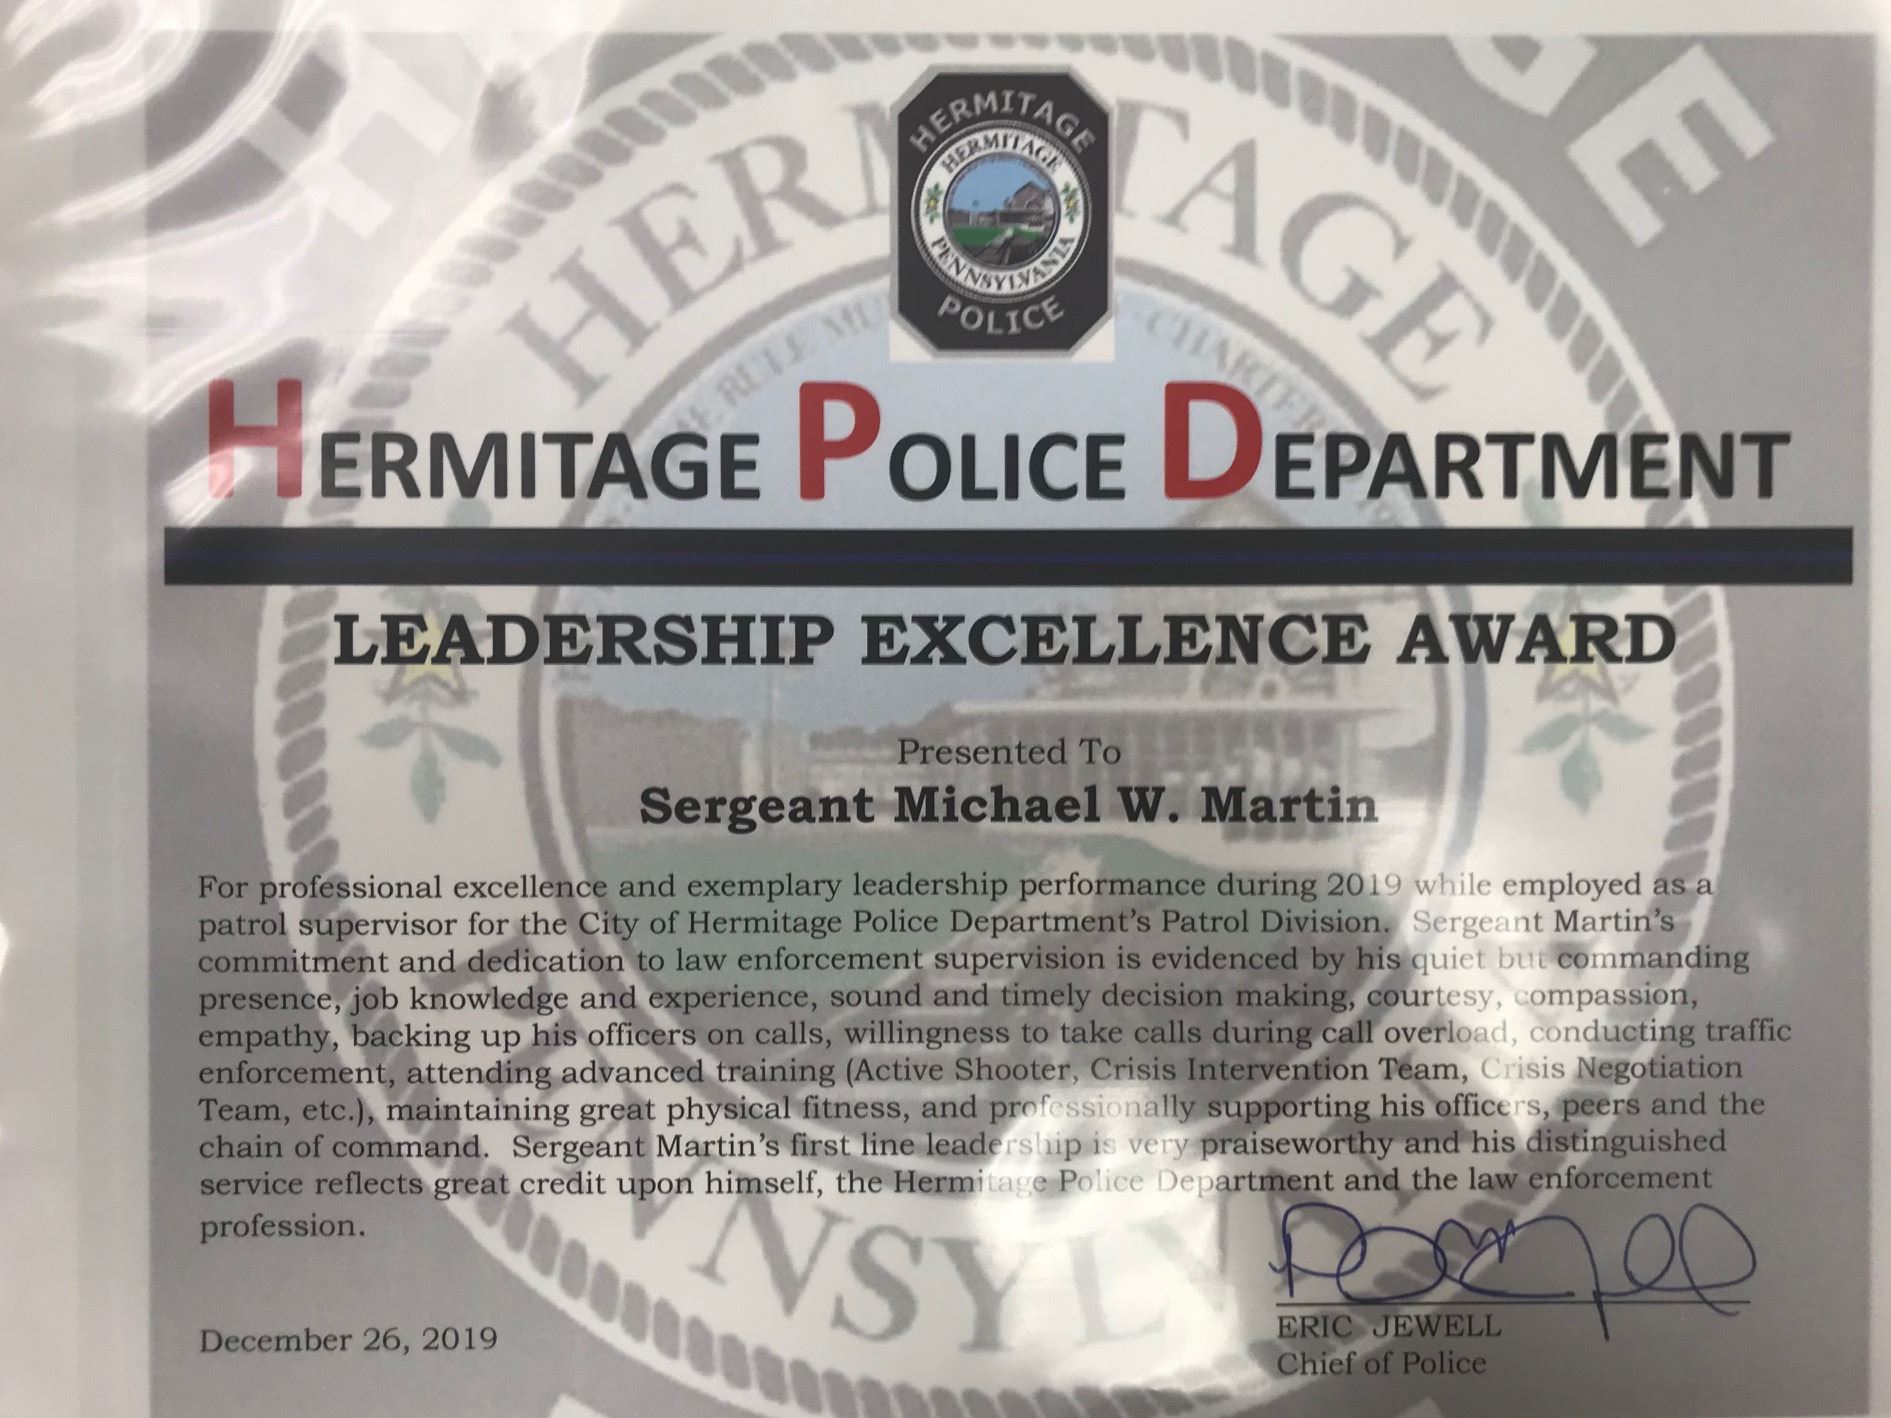 HERMITAGE
HERMITAGE
PENNSYLVANIA
POLICE
HERMITAGE POLICE DEPARTMENT
LEADERSHIP EXCELLENCE AWARD
Presented To
Sergeant Michael W. Martin
For professional excellence and exemplary leadership performance during 2019 while employed as a
patrol supervisor for the City of Hermitage Police Department's Patrol Division. Sergeant Martin's
commitment and dedication to law enforcement supervision is evidenced by his quiet but commanding
presence, job knowledge and experience, sound and timely decision making, courtesy, compassion,
empathy, backing up his officers on calls, willingness to take calls during call overload, conducting traffic
enforcement, attending advanced training (Active Shooter, Crisis Intervention Team, Crisis Negotiation
Team, etc.), maintaining great physical fitness, and professionally supporting his officers, peers and the
chain of command. Sergeant Martin's first line leadership is very praiseworthy and his distinguished
service reflects great credit upon himself, the Hermitage Police Department and the law enforcement
profession.
December 26, 2019
ERIC JEWELL
Chief of Police